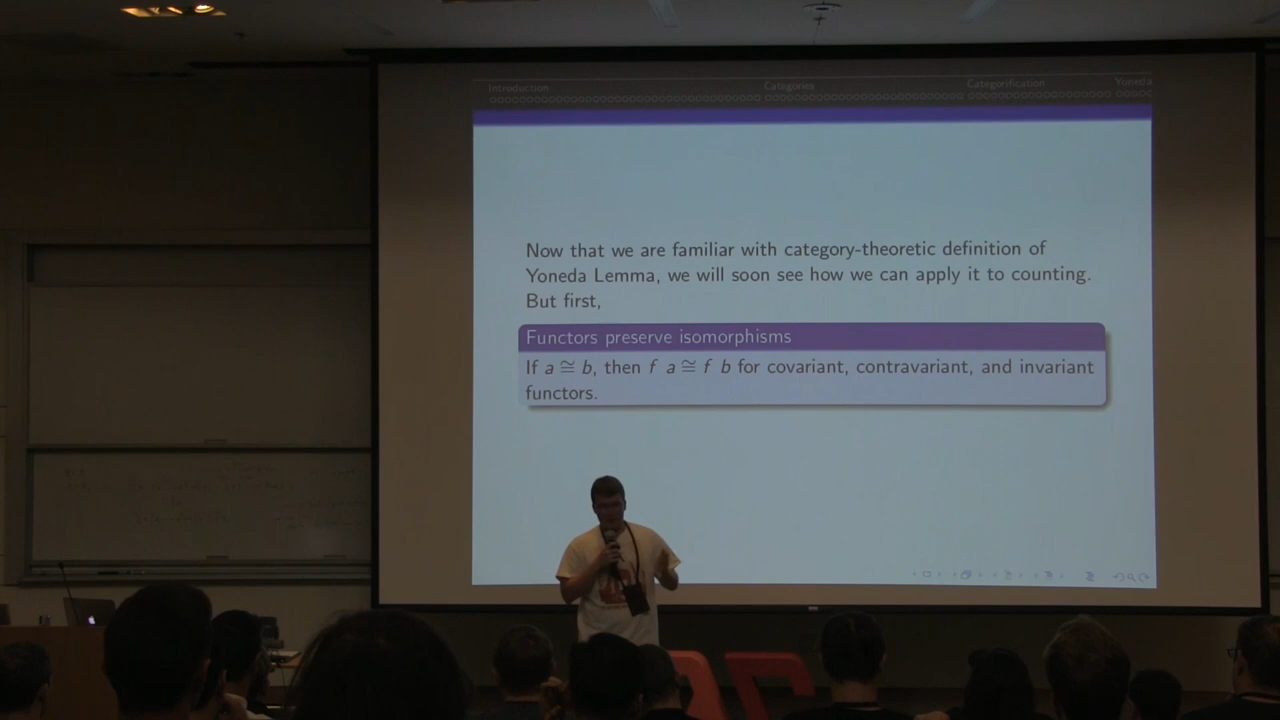 Introduction
Categories
Categorification
Yoneda
Now that we are familiar with category-theoretic definition of
Yoneda Lemma, we will soon see how we can apply it to counting.
But first,
Functors preserve isomorphisms
If a ≅ b, then f a ≅ f b for covariant, contravariant, and invariant
functors.